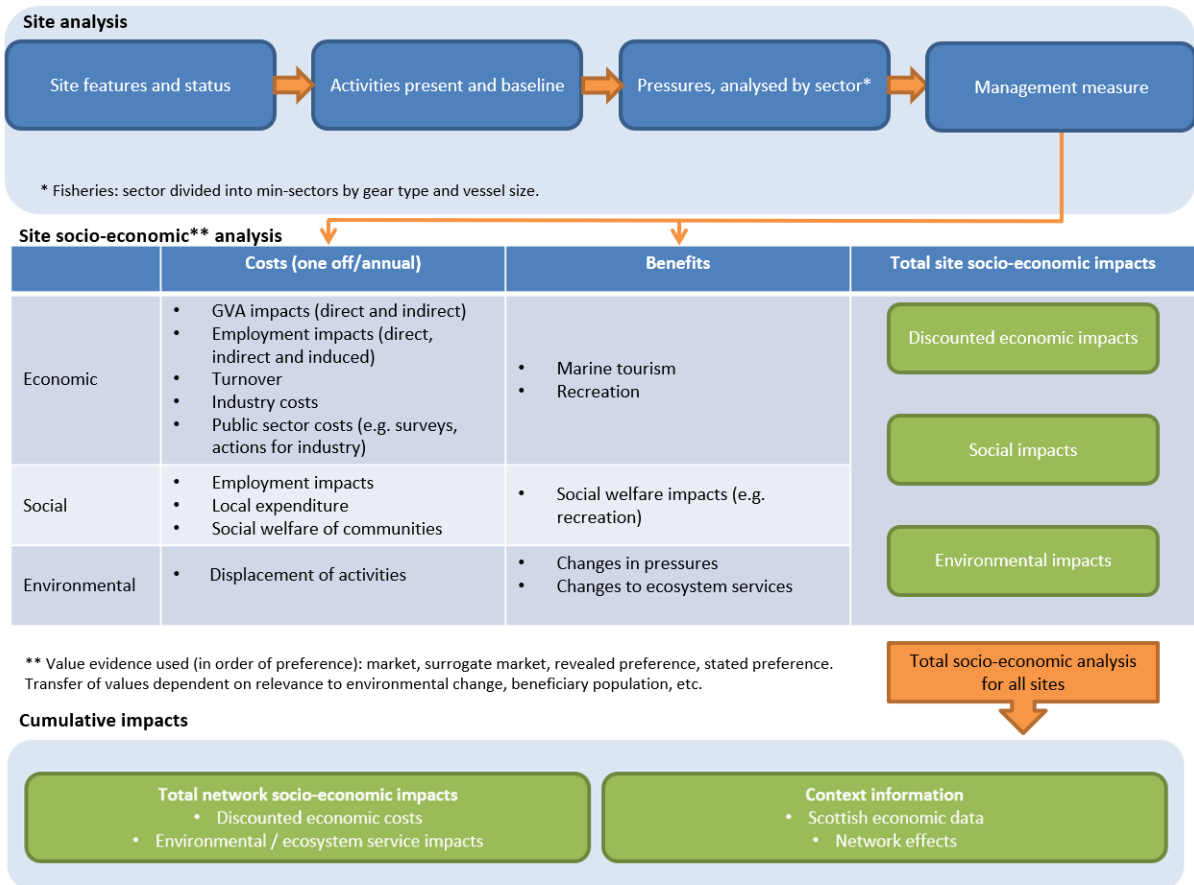 Site analysis
Site features and status
Activities present and baseline
Pressures, analysed by sector*
Management measure
* Fisheries: sector divided into min-sectors by gear type and vessel size.
Site socio-economic** analysis
Costs (one off/annual)
Benefits
Total site socio-economic impacts
Economic
• GVA impacts (direct and indirect)
• Employment impacts (direct,
indirect and induced)
• Turnover
• Industry costs
• Public sector costs (e.g. surveys,
actions for industry)
• Marine tourism
• Recreation
Discounted economic impacts
Social
• Employment impacts
• Local expenditure
• Social welfare of communities
• Social welfare impacts (e.g.
recreation)
Social impacts
Environmental
• Displacement of activities
• Changes in pressures
• Changes to ecosystem services
Environmental impacts
** Value evidence used (in order of preference): market, surrogate market, revealed preference, stated preference.
Transfer of values dependent on relevance to environmental change, beneficiary population, etc.
Total socio-economic analysis
for all sites
Cumulative impacts
Total network socio-economic impacts
• Discounted economic costs
• Environmental / ecosystem service impacts
Context information
• Scottish economic data
• Network effects